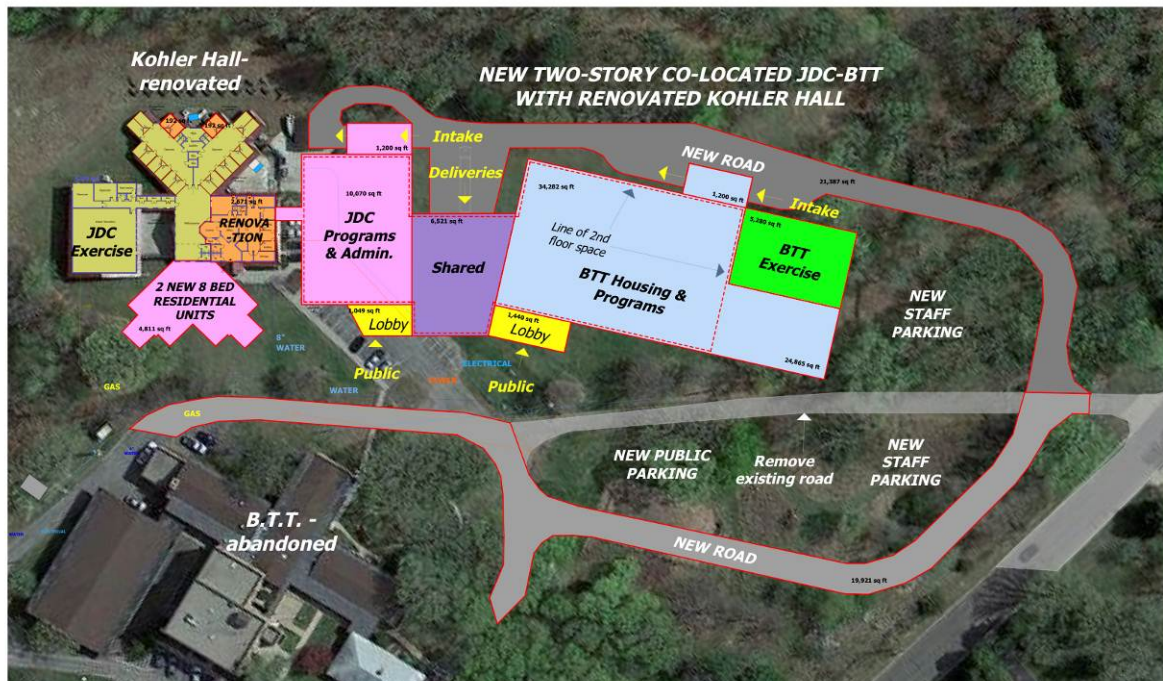 Kohler Hall-
renovated
NEW TWO-STORY CO-LOCATED JDC-BTT
WITH RENOVATED KOHLER HALL
Intake
1,200 sq ft
Deliveries
NEW ROAD
21,387 sq ft
34,282 sq ft
1,200 sq ft
Intake
10,070 sq ft
JDC
Programs
& Admin.
6,521 sq ft
Shared
Line of 2nd
floor space
BTT Housing &
Programs
5,280 sq ft
BTT
Exercise
JDC
Exercise
2,671 sq ft
RENOVA
-TION
2 NEW 8 BED
RESIDENTIAL
UNITS
4,811 sq ft
1,049 sq ft
Lobby
1,440 sq ft
Lobby
24,865 sq ft
NEW
STAFF
PARKING
8"
WATER
WATER
ELECTRICAL
Public
Public
GAS
GAS
NEW PUBLIC
PARKING
Remove
existing road
NEW
STAFF
PARKING
B.T.T. -
abandoned
NEW ROAD
19,921 sq ft